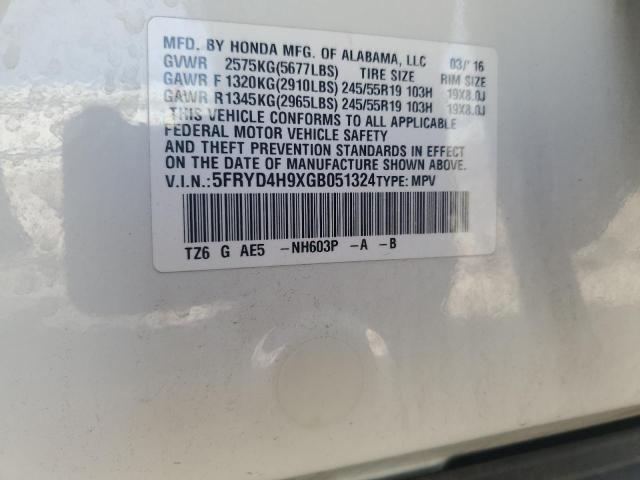 MFD. BY HONDA MFG. OF ALABAMA, LLC 03/'16
GVWR 2575KG(5677LBS) TIRE SIZE RIM SIZE
GAWR F 1320KG(2910LBS) 245/55R19 103H 19X8.0J
GAWR R 1345KG(2965LBS) 245/55R19 103H 19X8.0J
THIS VEHICLE CONFORMS TO ALL APPLICABLE
FEDERAL MOTOR VEHICLE SAFETY
AND THEFT PREVENTION STANDARDS IN EFFECT
ON THE DATE OF MANUFACTURE SHOWN ABOVE.
V.I.N.:5FRYD4H9XGB051324TYPE: MPV
TZ6 G AE5 -NH603P -A -B